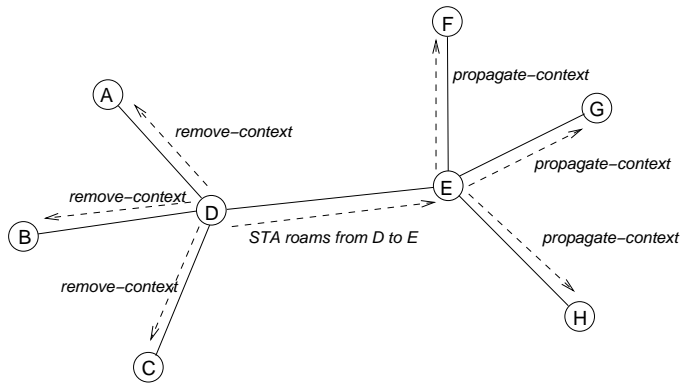 F
propagate−context
A
G
remove−context
propagate−context
E
remove−context
D
B
STA roams from D to E
propagate−context
remove−context
H
C